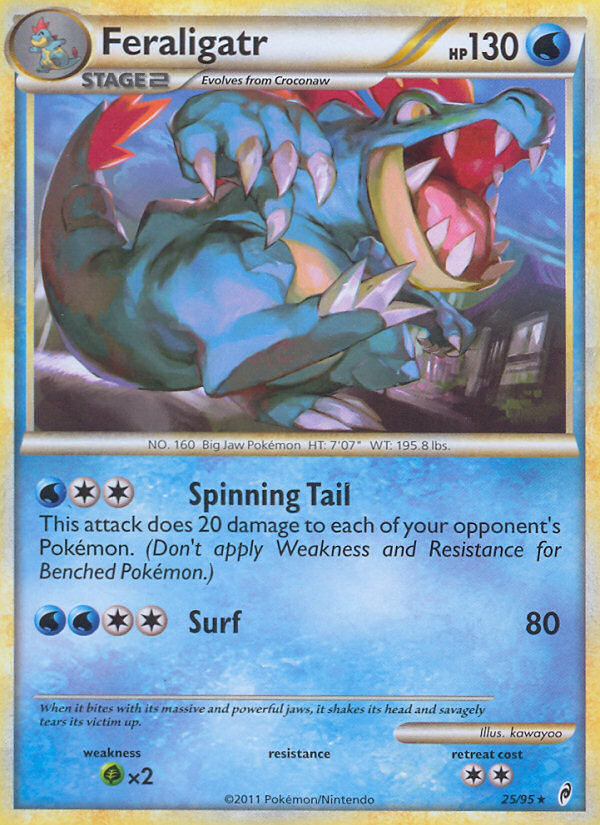 Feraligatr
HP130
STAGE 2
Evolves from Croconaw
NO. 160 Big Jaw Pokémon HT: 7'07" WT: 195.8 lbs.
Spinning Tail
This attack does 20 damage to each of your opponent's
Pokémon. (Don't apply Weakness and Resistance for
Benched Pokémon.)
Surf 80
When it bites with its massive and powerful jaws, it shakes its head and savagely
tears its victim up.
Illus. kawayoo
weakness resistance retreat cost
×2
©2011 Pokémon/Nintendo 25/95 ★